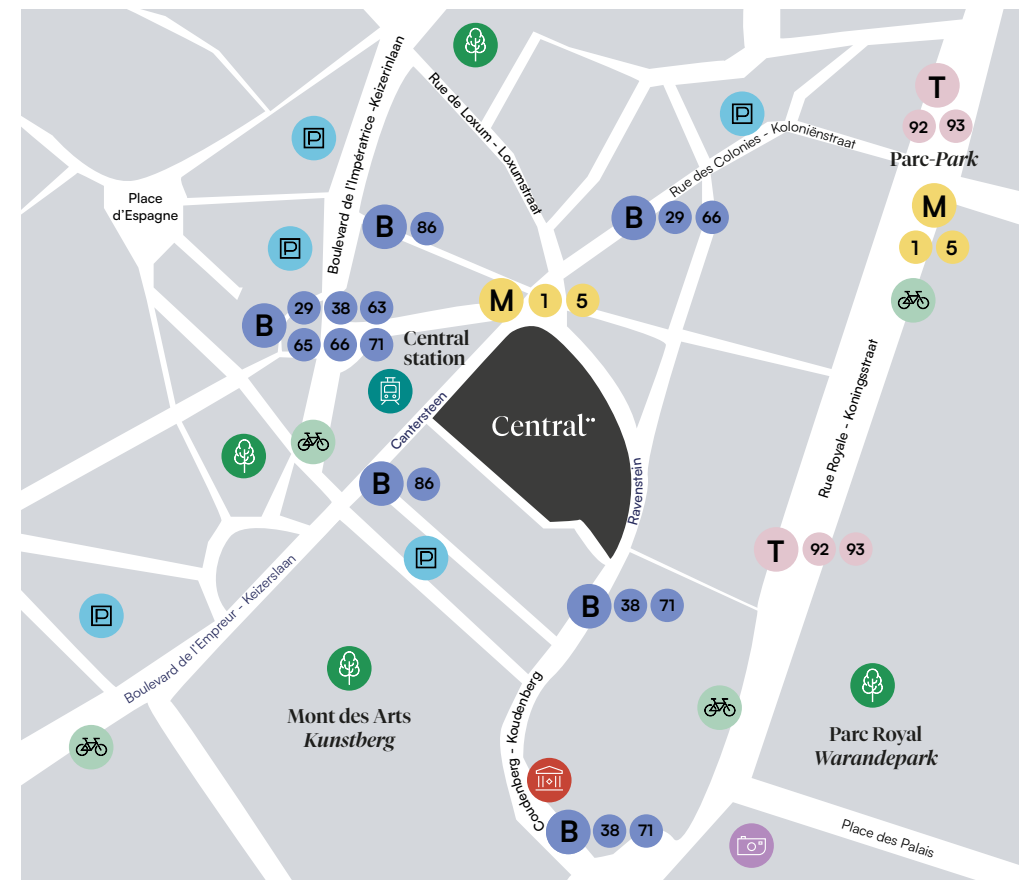 Boulevard de l'Impératrice -Keizerinlaan
Rue de Loxum - Loxumstraat
P
P
T
92 93
Parc-Park
Rue des Colonies - Koloniënstraat
Place
d'Espagne
M
1 5
B 86
B 29 66
P
B
29 38 63
65 66 71
M 1 5
Central
station
Cantersteen
Central¨
Rue Royale - Koningsstraat
Ravenstein
B 86
P
T 92 93
B 38 71
P
Boulevard de l'Empreur - Keizerslaan
Mont des Arts
Kunstberg
Coudenberg - Koudenberg
Parc Royal
Warandepark
B 38 71
Place des Palais